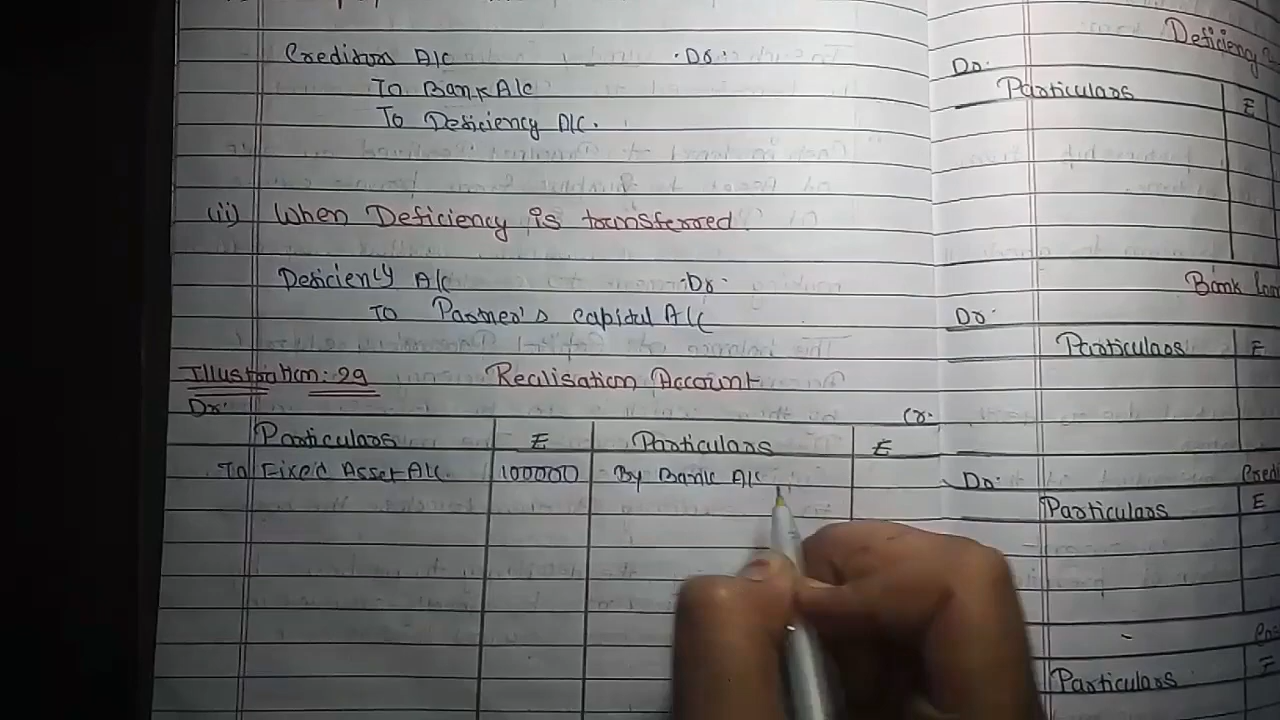 Creditors A/c Dr.
To Bank A/c
To Deficiency A/c.
(ii) When Deficiency is transferred.
Deficiency A/c Dr.
To Partner's capital A/c
Illustration: 29 Realisation Account
Dr. Cr.
Particulars ₹ Particulars ₹
To Fixed Asset A/c. 100000 By Bank A/c
Deficiency
Dr.
Particulars ₹
Bank loan
Dr.
Particulars ₹
Dr.
Particulars ₹
Particulars ₹